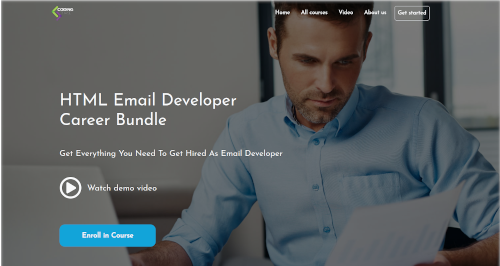 CODING
Home All courses Video About us Get started
HTML Email Developer
Career Bundle
Get Everything You Need To Get Hired As Email Developer
Watch demo video
Enroll in Course